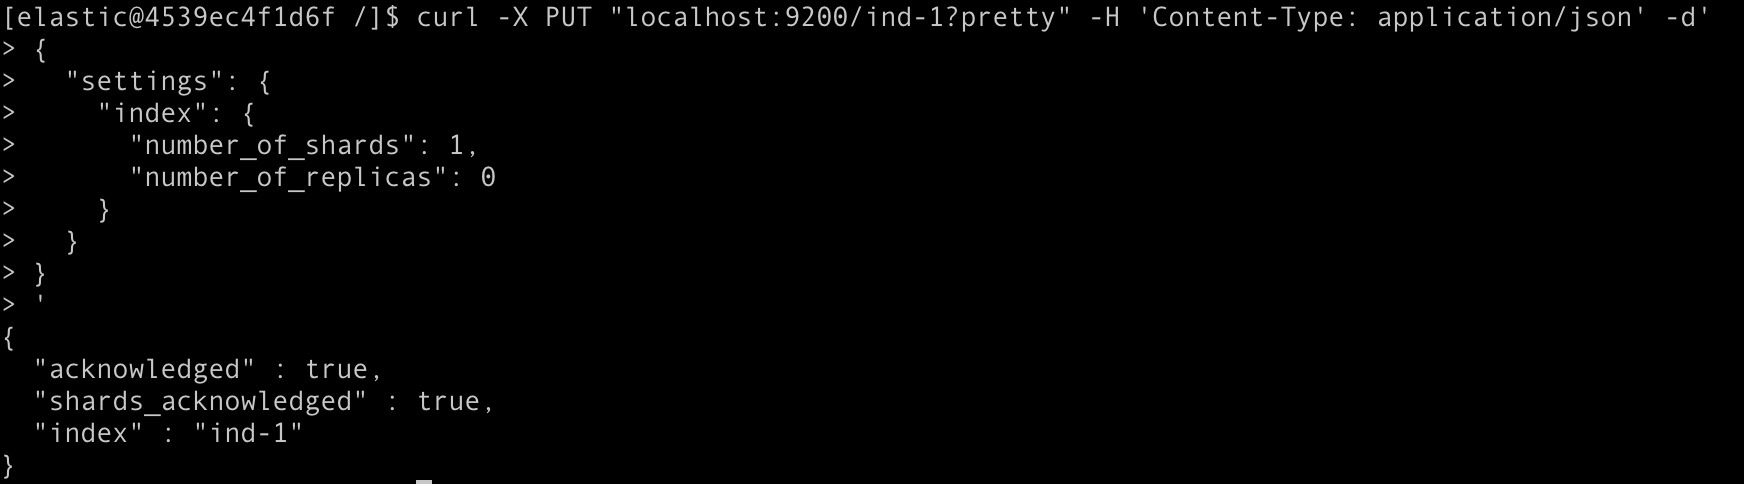 [elastic@4539ec4f1d6f /]$ curl -X PUT "localhost:9200/ind-1?pretty" -H 'Content-Type: application/json' -d'
> {
>   "settings": {
>     "index": {
>       "number_of_shards": 1,
>       "number_of_replicas": 0
>     }
>   }
> }
> '
{
  "acknowledged" : true,
  "shards_acknowledged" : true,
  "index" : "ind-1"
}